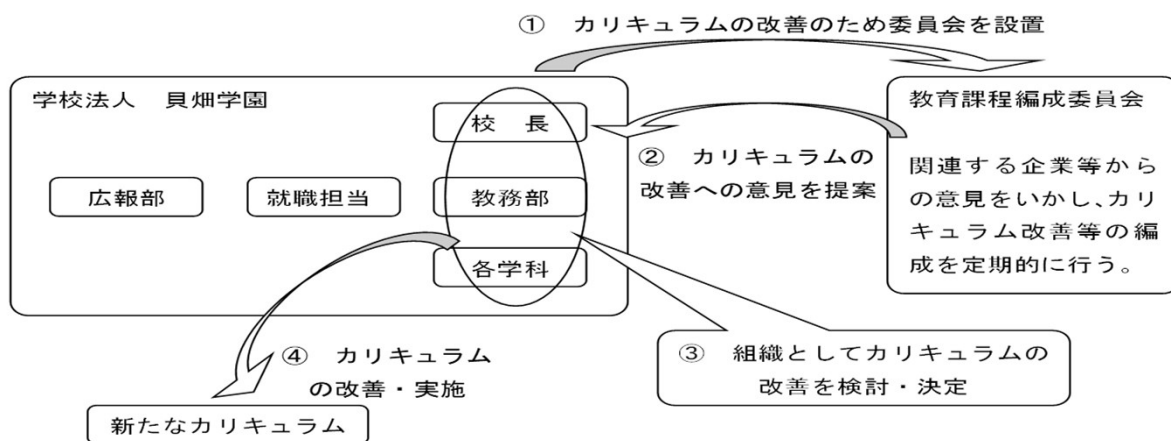 ① カリキュラムの改善のため委員会を設置
学校法人 貝畑学園
校 長
広報部
就職担当
教務部
各学科
② カリキュラムの
改善への意見を提案
教育課程編成委員会
関連する企業等から
の意見をいかし、カリ
キュラム改善等の編
成を定期的に行う。
③ 組織としてカリキュラムの
改善を検討・決定
④ カリキュラム
の改善・実施
新たなカリキュラム